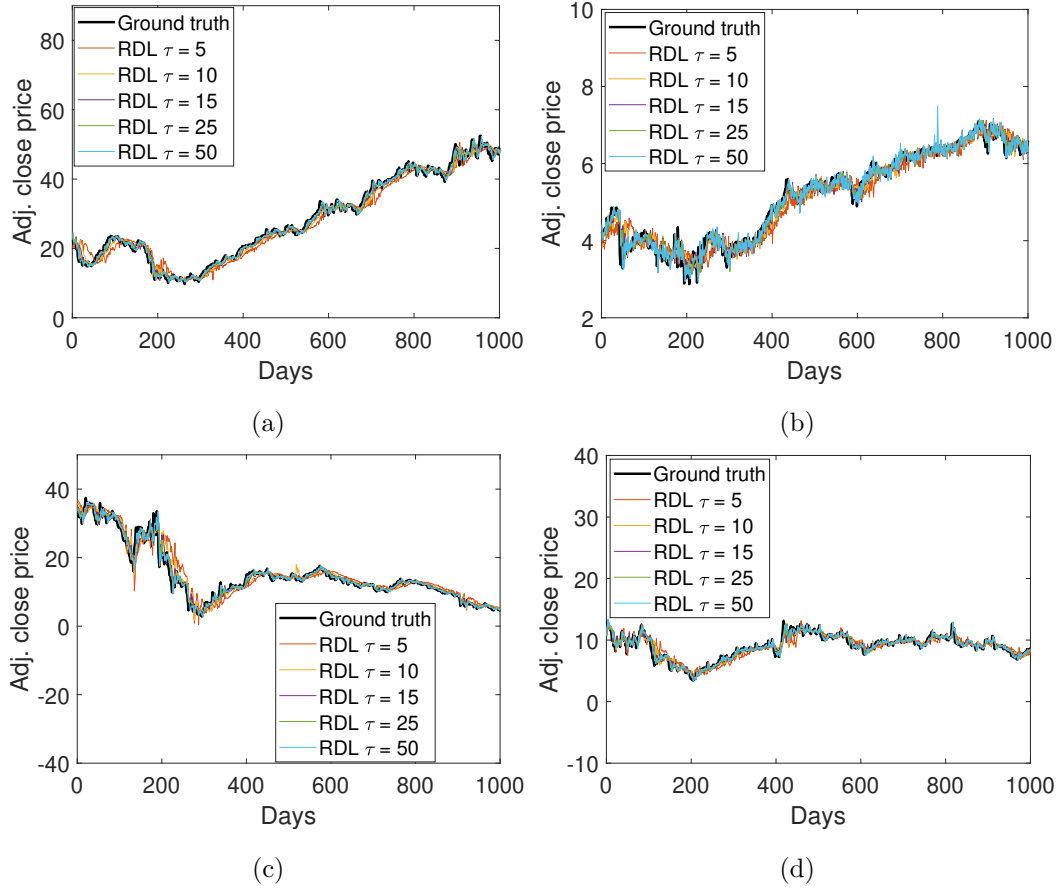 80
60
40
20
0
0
200
400
600
800
1000
Adj. close price
Days
Ground truth
RDL τ = 5
RDL τ = 10
RDL τ = 15
RDL τ = 25
RDL τ = 50
(a)
10
8
6
4
2
0
200
400
600
800
1000
Adj. close price
Days
Ground truth
RDL τ = 5
RDL τ = 10
RDL τ = 15
RDL τ = 25
RDL τ = 50
(b)
40
20
0
-20
-40
0
200
400
600
800
1000
Adj. close price
Days
Ground truth
RDL τ = 5
RDL τ = 10
RDL τ = 15
RDL τ = 25
RDL τ = 50
(c)
40
30
20
10
0
-10
0
200
400
600
800
1000
Adj. close price
Days
Ground truth
RDL τ = 5
RDL τ = 10
RDL τ = 15
RDL τ = 25
RDL τ = 50
(d)